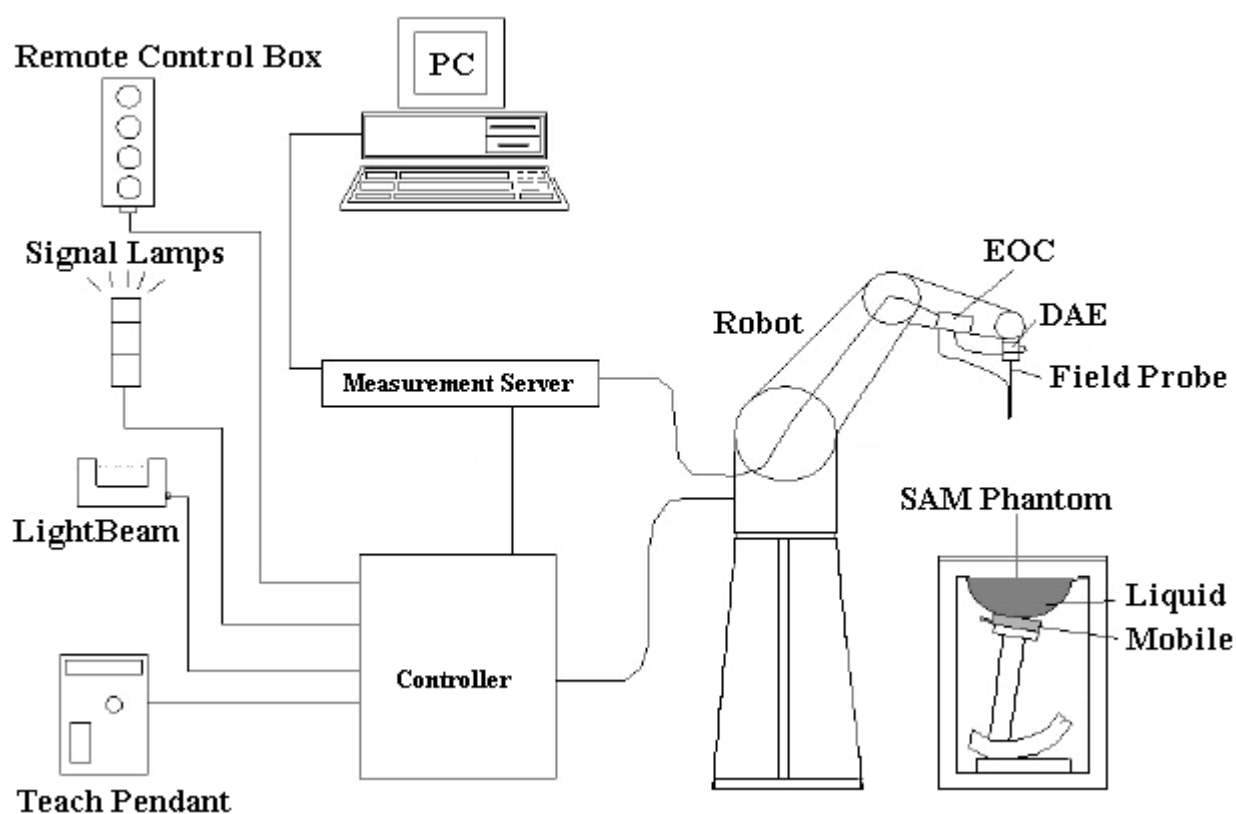 Remote Control Box
PC
Signal Lamps
EOC
Robot
DAE
Measurement Server
Field Probe
LightBeam
SAM Phantom
Liquid
Mobile
Controller
Teach Pendant